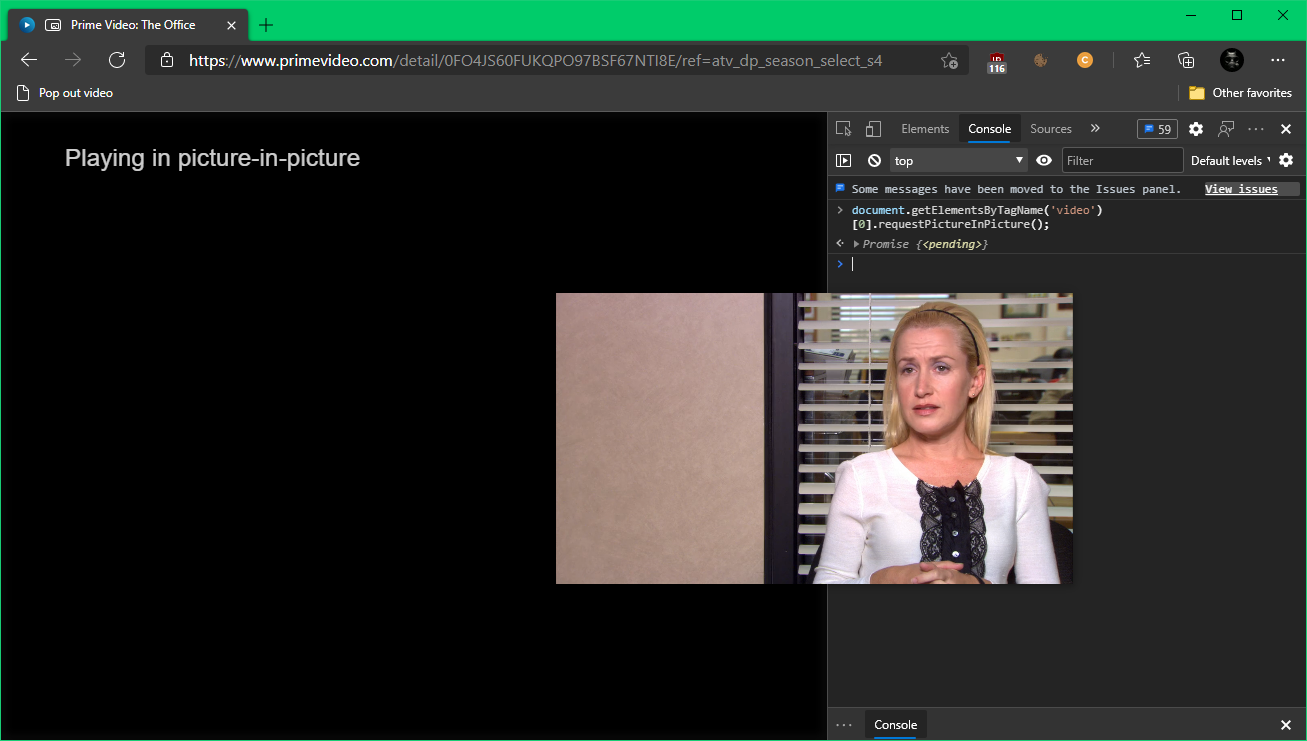 Prime Video: The Office
https://www.primevideo.com/detail/0FO4JS60FUKQPO97BSF67NTI8E/ref=atv_dp_season_select_s4
116
C
Pop out video
Other favorites
Playing in picture-in-picture
Elements
Console
Sources
59
top
Filter
Default levels
Some messages have been moved to the Issues panel.
View issues
document.getElementsByTagName('video')
[0].requestPictureInPicture();
Promise {<pending>}
Console